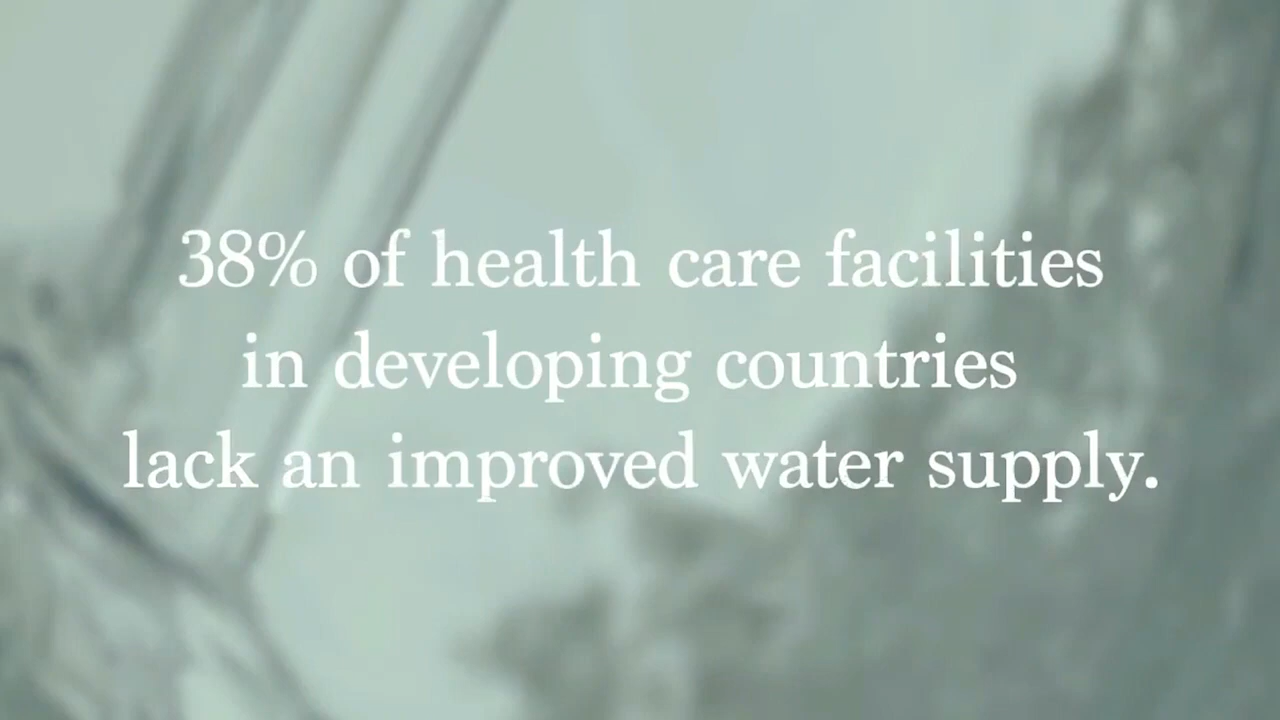 38% of health care facilities
in developing countries
lack an improved water supply.